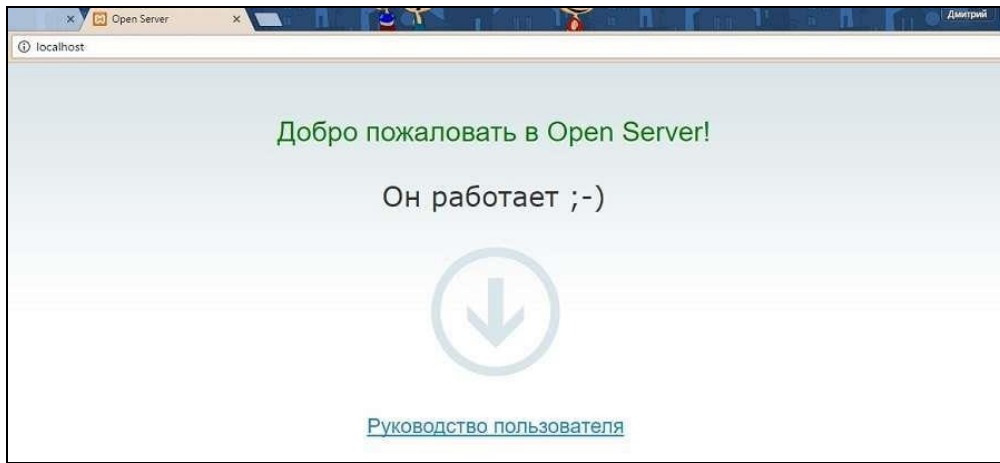 Open Server
Дмитрий
localhost
Добро пожаловать в Open Server!
Он работает ;-)
Руководство пользователя